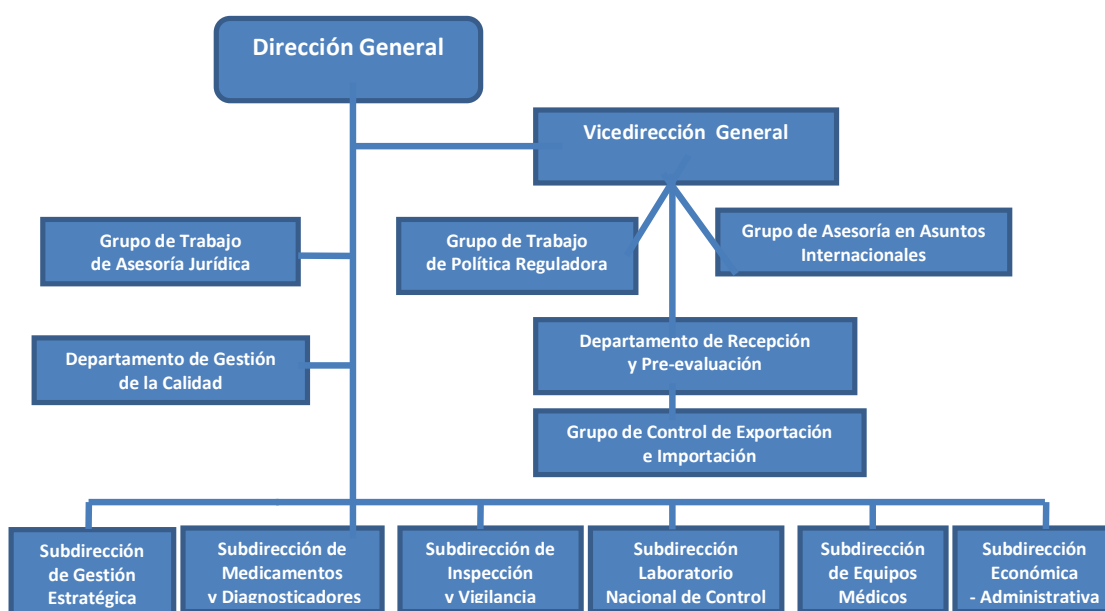 Dirección General
Vicedirección General
Grupo de Trabajo
de Asesoría Jurídica
Grupo de Trabajo
de Política Reguladora
Grupo de Asesoría en Asuntos
Internacionales
Departamento de Gestión
de la Calidad
Departamento de Recepción
y Pre-evaluación
Grupo de Control de Exportación
e Importación
Subdirección
de Gestión
Estratégica
Subdirección de
Medicamentos
y Diagnosticadores
Subdirección de
Inspección
y Vigilancia
Subdirección
Laboratorio
Nacional de Control
Subdirección
de Equipos
Médicos
Subdirección
Económica
- Administrativa